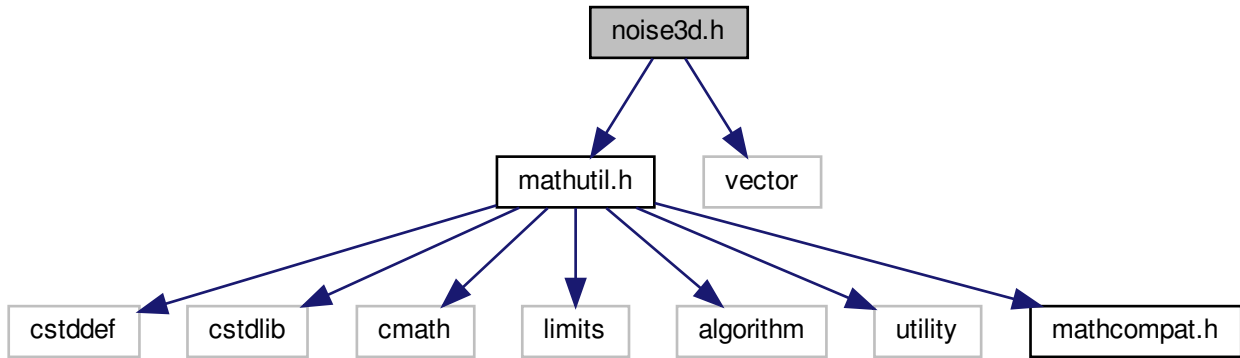 noise3d.h
mathutil.h
vector
cstddef
cstdlib
cmath
limits
algorithm
utility
mathcompat.h